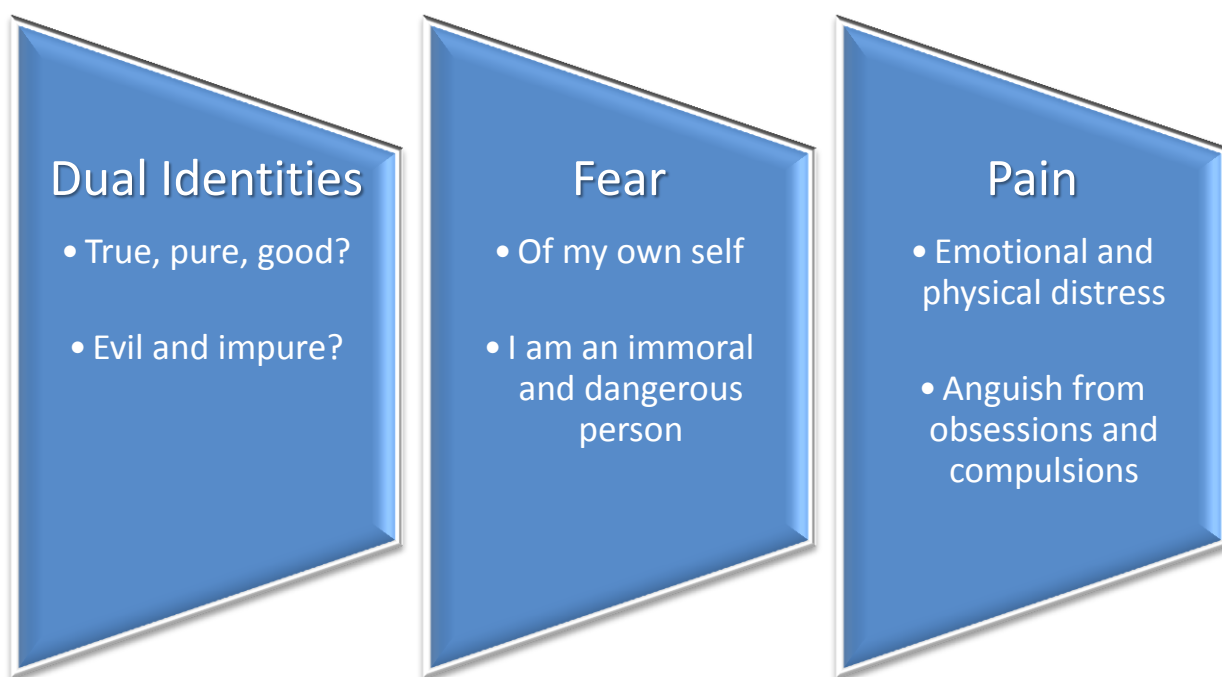 Dual Identities
• True, pure, good?
• Evil and impure?
Fear
• Of my own self
• I am an immoral
and dangerous
person
Pain
• Emotional and
physical distress
• Anguish from
obsessions and
compulsions